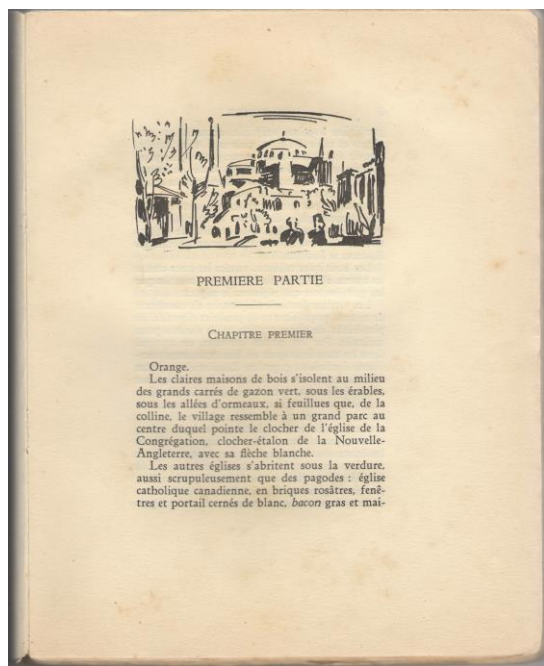 PREMIERE PARTIE
CHAPITRE PREMIER
Orange.
Les claires maisons de bois s'isolent au milieu
des grands carrés de gazon vert, sous les érables,
sous les allées d'ormeaux, si feuillues que, de la
colline, le village ressemble à un grand parc au
centre duquel pointe le clocher de l'église de la
Congrégation, clocher-étalon de la Nouvelle-
Angleterre, avec sa flèche blanche.
Les autres églises s'abritent sous la verdure,
aussi scrupuleusement que des pagodes : église
catholique canadienne, en briques rosâtres, fenê-
tres et portail cernés de blanc, bacon gras et mai-